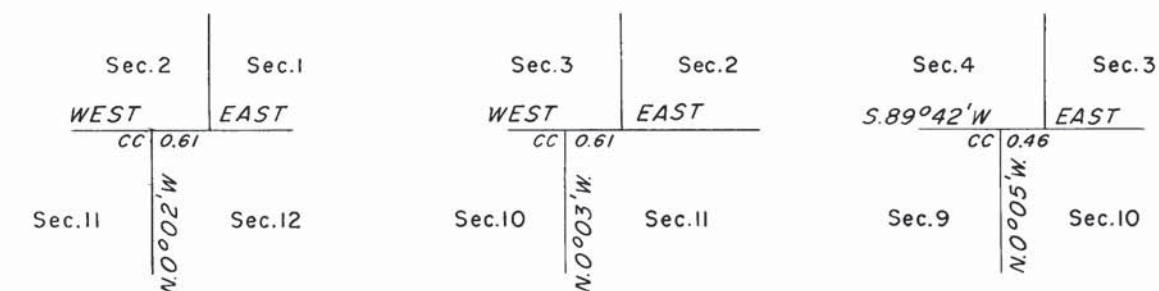 Sec.2 Sec.1
WEST EAST
CC 0.61
Sec.11 Sec.12
N.0°02'W
Sec.3 Sec.2
WEST EAST
CC 0.61
Sec.10 Sec.11
N.0°03'W.
Sec.4 Sec.3
S.89°42'W EAST
CC 0.46
Sec.9 Sec.10
N.0°05'W.